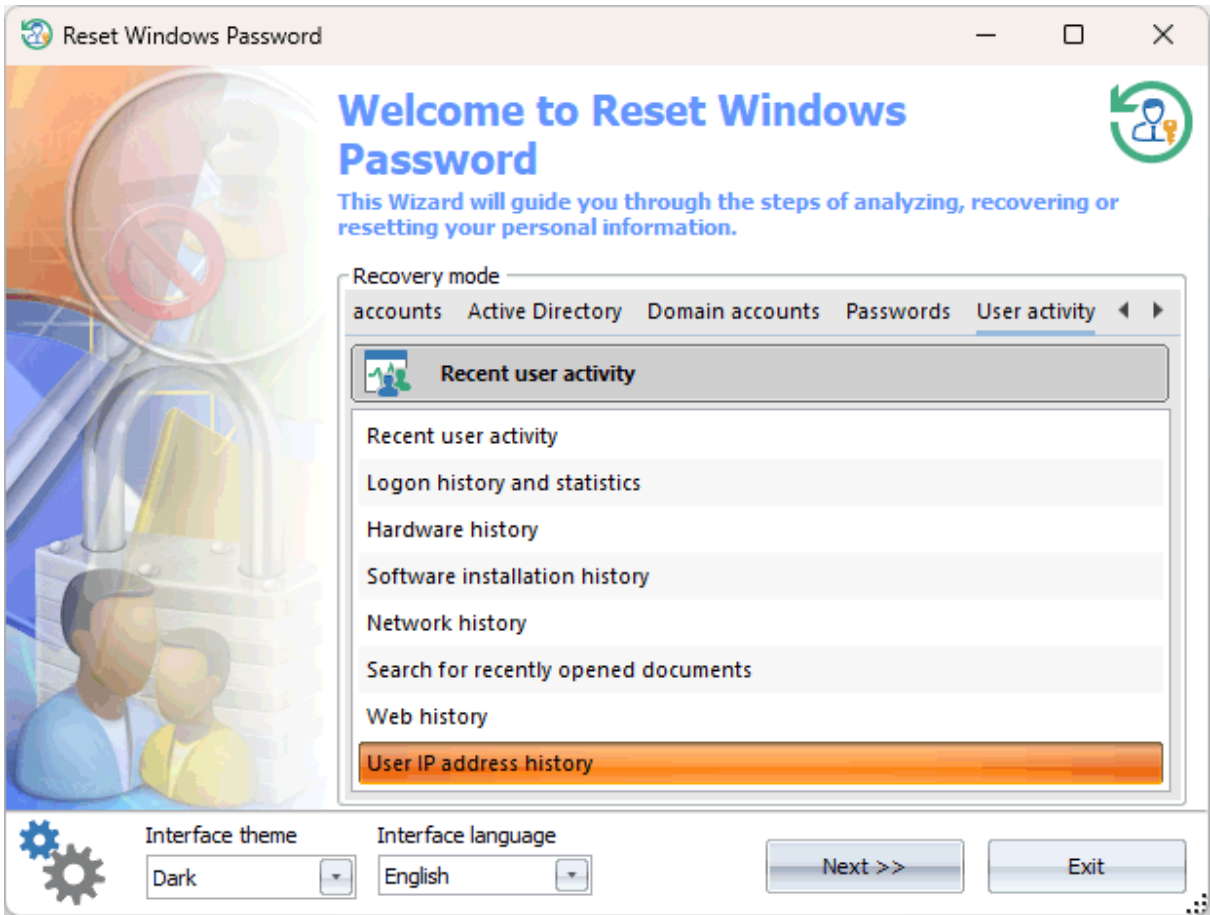 Reset Windows Password
Welcome to Reset Windows
Password
This Wizard will guide you through the steps of analyzing, recovering or
resetting your personal information.
Recovery mode
accounts Active Directory Domain accounts Passwords User activity
Recent user activity
Recent user activity
Logon history and statistics
Hardware history
Software installation history
Network history
Search for recently opened documents
Web history
User IP address history
Interface theme Interface language
Dark English Next >> Exit